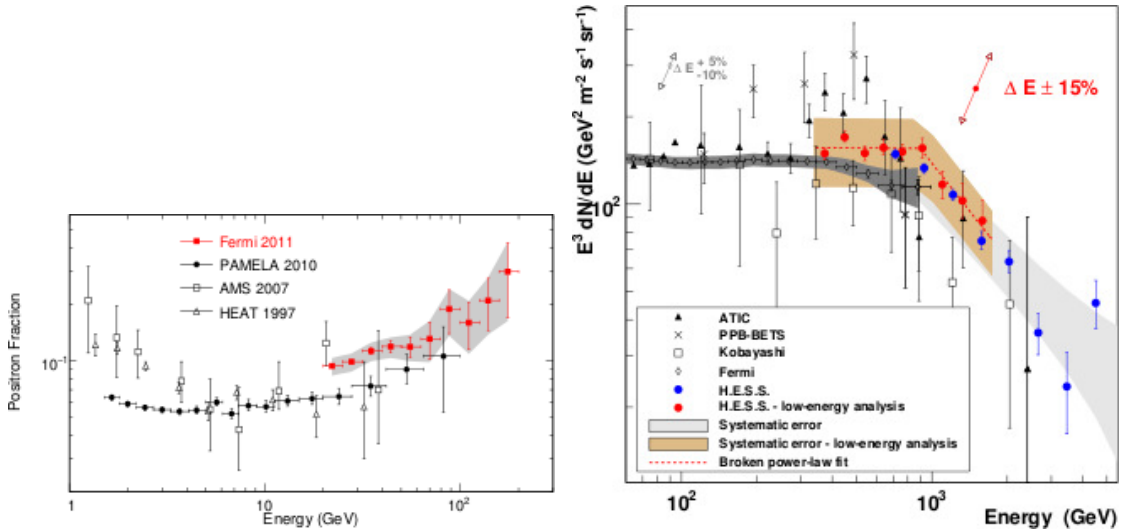 Positron Fraction
10⁻¹
Fermi 2011
PAMELA 2010
AMS 2007
HEAT 1997
1
10
10²
Energy (GeV)
E³ dN/dE (GeV² m⁻² s⁻¹ sr⁻¹)
10²
Δ E + 5%
-10%
Δ E ± 15%
ATIC
PPB-BETS
Kobayashi
Fermi
H.E.S.S.
H.E.S.S. - low-energy analysis
Systematic error
Systematic error - low-energy analysis
Broken power-law fit
10²
10³
Energy (GeV)